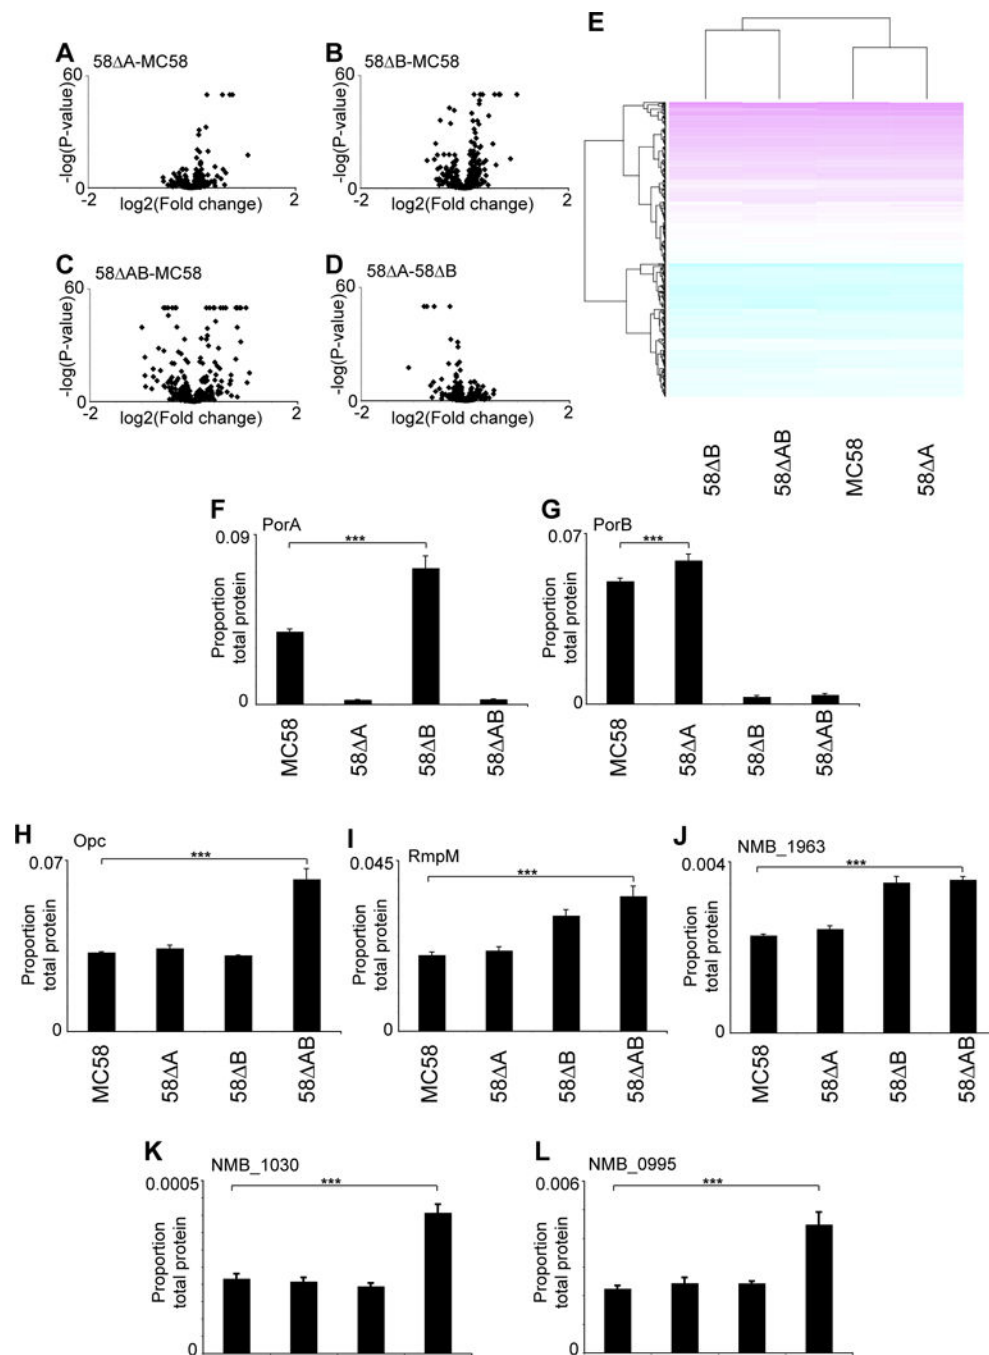 A
58ΔA-MC58
60
-log(P-value)
0
-2
log2(Fold change)
2
B
58ΔB-MC58
60
-log(P-value)
0
-2
log2(Fold change)
2
C
58ΔAB-MC58
60
-log(P-value)
0
-2
log2(Fold change)
2
D
58ΔA-58ΔB
60
-log(P-value)
0
-2
log2(Fold change)
2
E
58ΔB
58ΔAB
MC58
58ΔA
F
PorA
0.09
***
Proportion
total protein
0
MC58
58ΔA
58ΔB
58ΔAB
G
PorB
0.07
***
Proportion
total protein
0
MC58
58ΔA
58ΔB
58ΔAB
H
Opc
0.07
***
Proportion
total protein
0
MC58
58ΔA
58ΔB
58ΔAB
I
RmpM
0.045
***
Proportion
total protein
0
MC58
58ΔA
58ΔB
58ΔAB
J
NMB_1963
0.004
***
Proportion
total protein
0
MC58
58ΔA
58ΔB
58ΔAB
K
NMB_1030
0.0005
***
Proportion
total protein
0
L
NMB_0995
0.006
***
Proportion
total protein
0